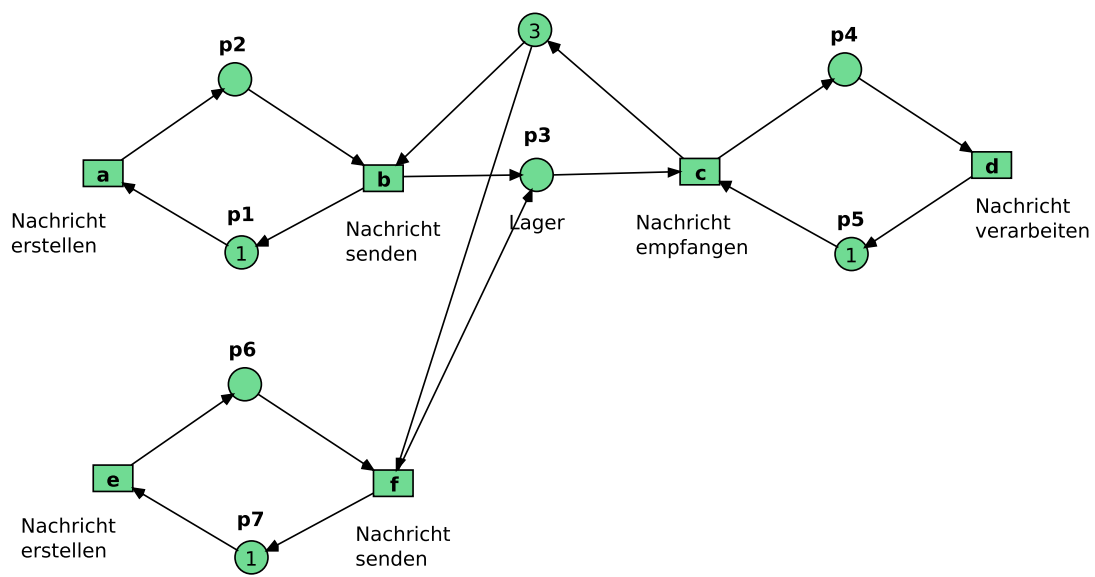 3
p2
p4
p3
a
b
c
d
Nachricht
erstellen
p1
1
Nachricht
senden
Lager
Nachricht
empfangen
p5
1
Nachricht
verarbeiten
p6
e
f
Nachricht
erstellen
p7
1
Nachricht
senden